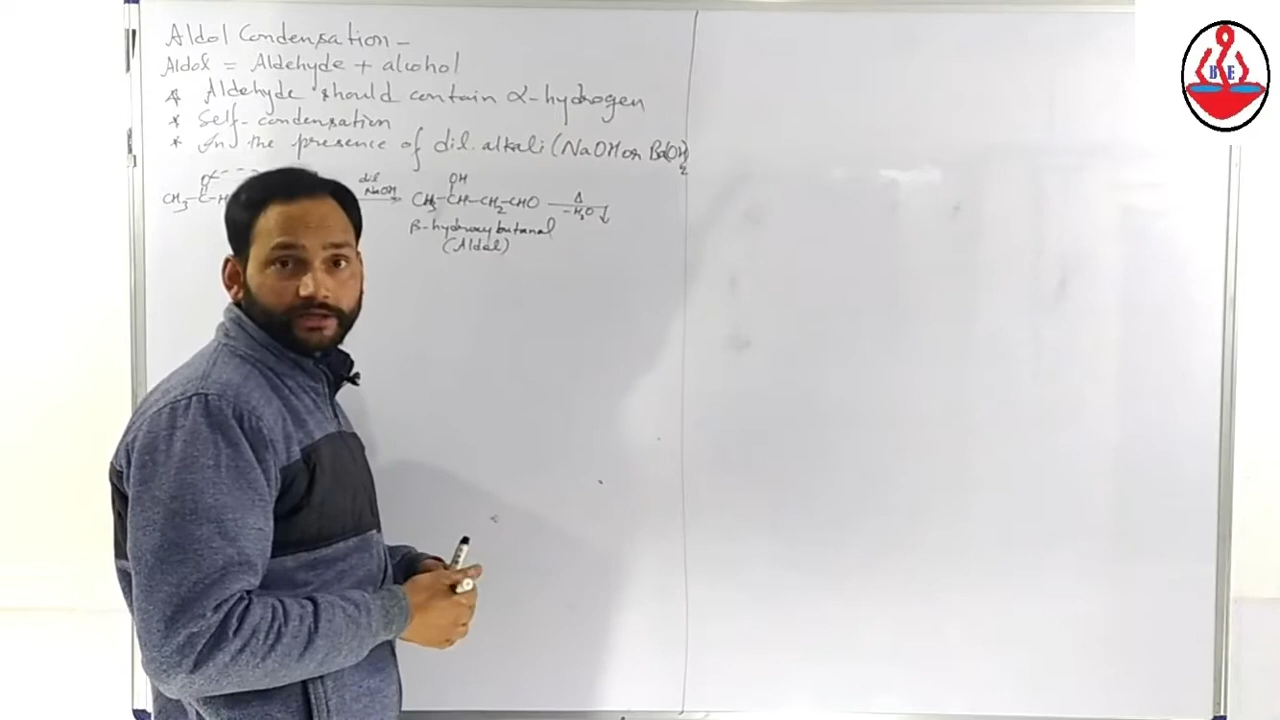 Aldol Condensation -
Aldol = Aldehyde + alcohol
* Aldehyde should contain α-hydrogen
* Self-condensation
* In the presence of dil. alkali (NaOH or Ba(OH)2
O dil OH
CH3-C-H NaOH CH3-CH-CH2-CHO Δ -H2O
β-hydroxy butanal
(Aldol)
B E